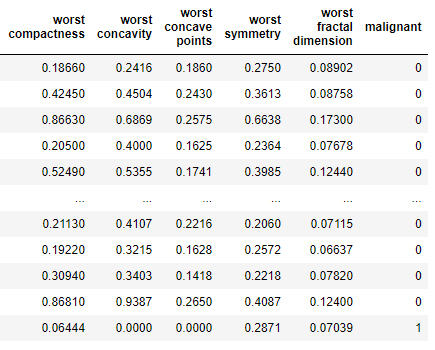 worst compactness worst concavity worst concave points worst symmetry worst fractal dimension malignant
0.18660 0.2416 0.1860 0.2750 0.08902 0
0.42450 0.4504 0.2430 0.3613 0.08758 0
0.86630 0.6869 0.2575 0.6638 0.17300 0
0.20500 0.4000 0.1625 0.2364 0.07678 0
0.52490 0.5355 0.1741 0.3985 0.12440 0
... ... ... ... ... ...
0.21130 0.4107 0.2216 0.2060 0.07115 0
0.19220 0.3215 0.1628 0.2572 0.06637 0
0.30940 0.3403 0.1418 0.2218 0.07820 0
0.86810 0.9387 0.2650 0.4087 0.12400 0
0.06444 0.0000 0.0000 0.2871 0.07039 1